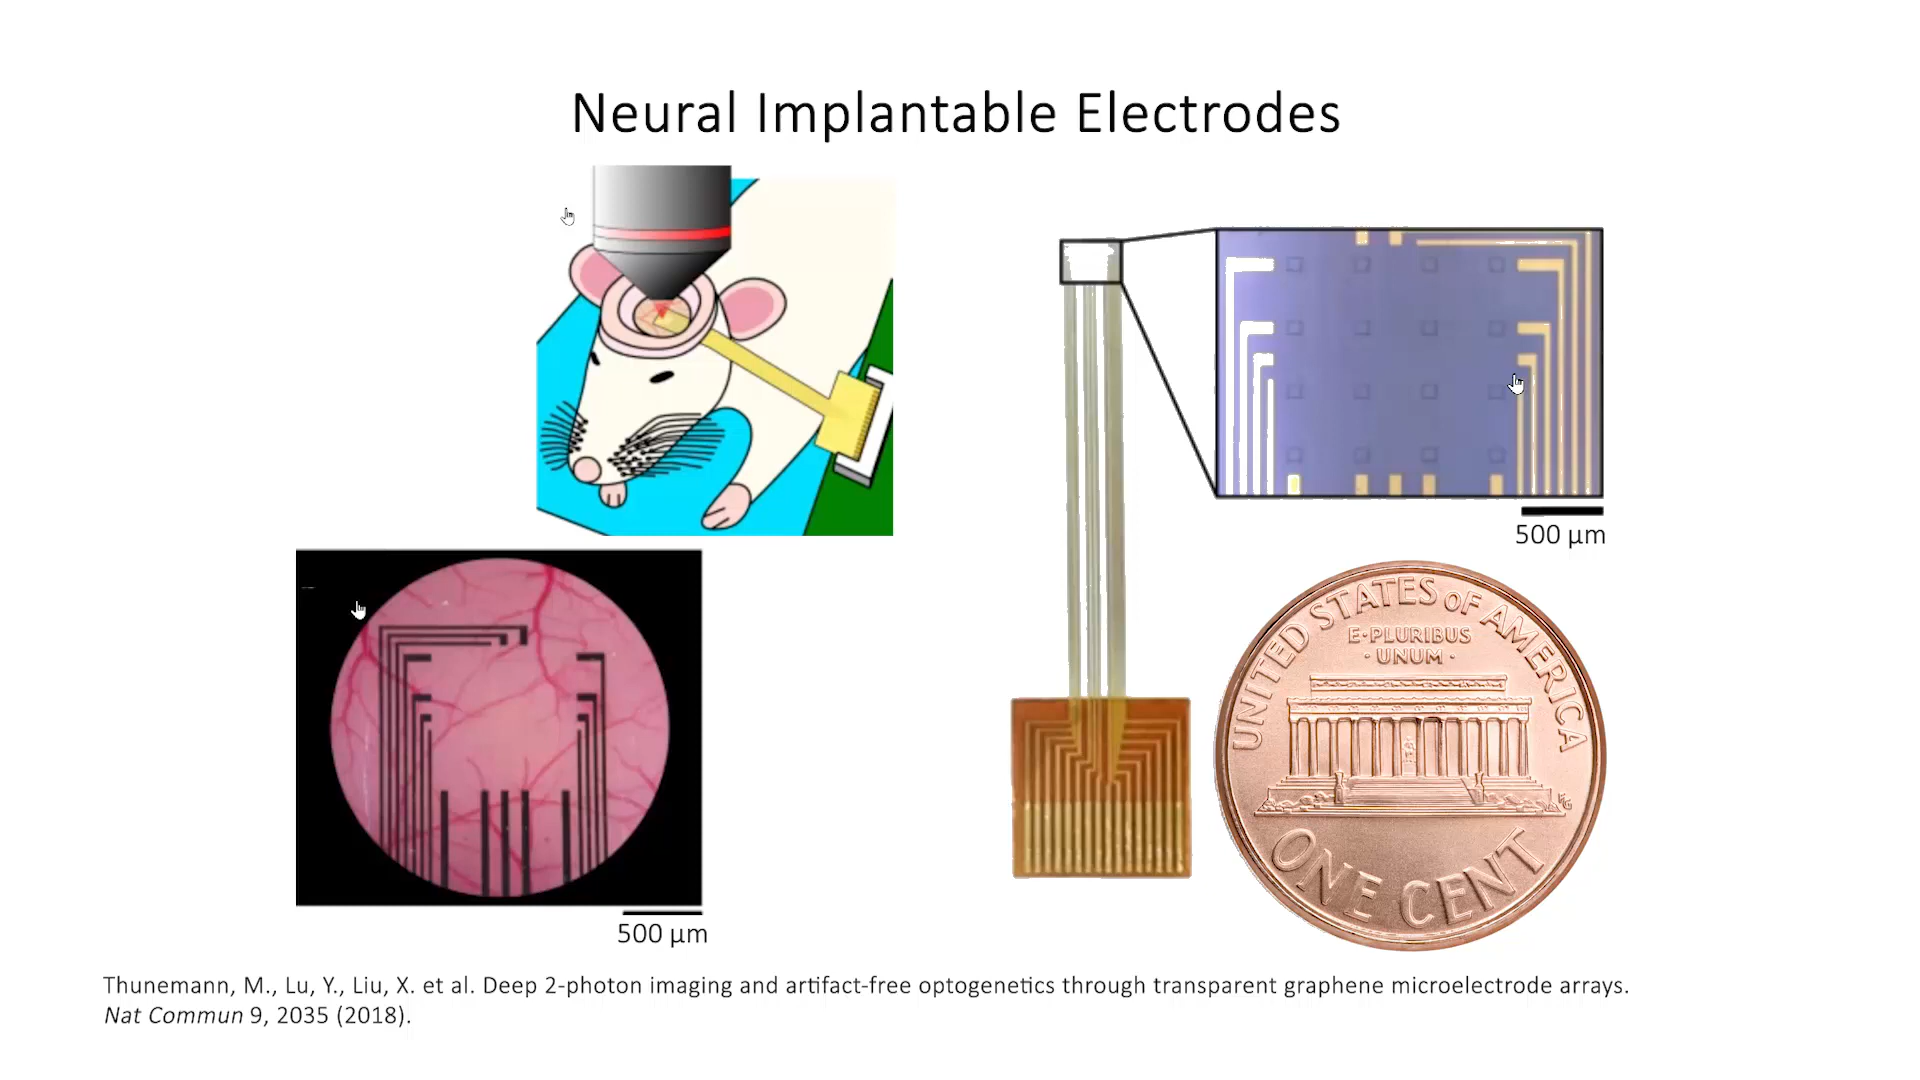 Neural Implantable Electrodes
500 µm
UNITED STATES OF AMERICA
E·PLURIBUS
·UNUM·
FG
ONE CENT
500 µm
Thunemann, M., Lu, Y., Liu, X. et al. Deep 2-photon imaging and artifact-free optogenetics through transparent graphene microelectrode arrays.
Nat Commun 9, 2035 (2018).